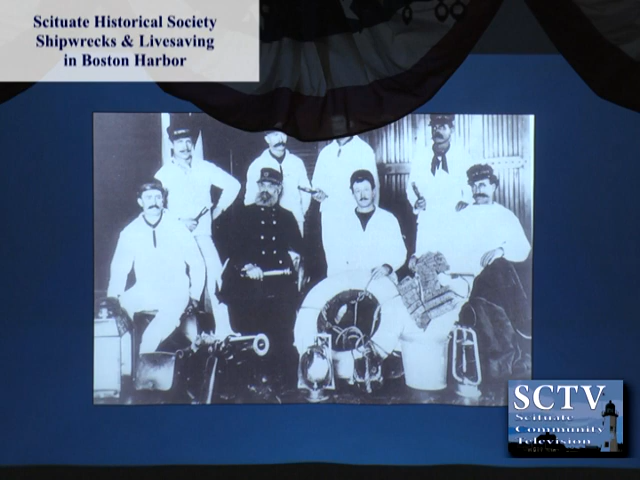 Scituate Historical Society
Shipwrecks & Livesaving
in Boston Harbor
SCTV
Scituate
Community
Television